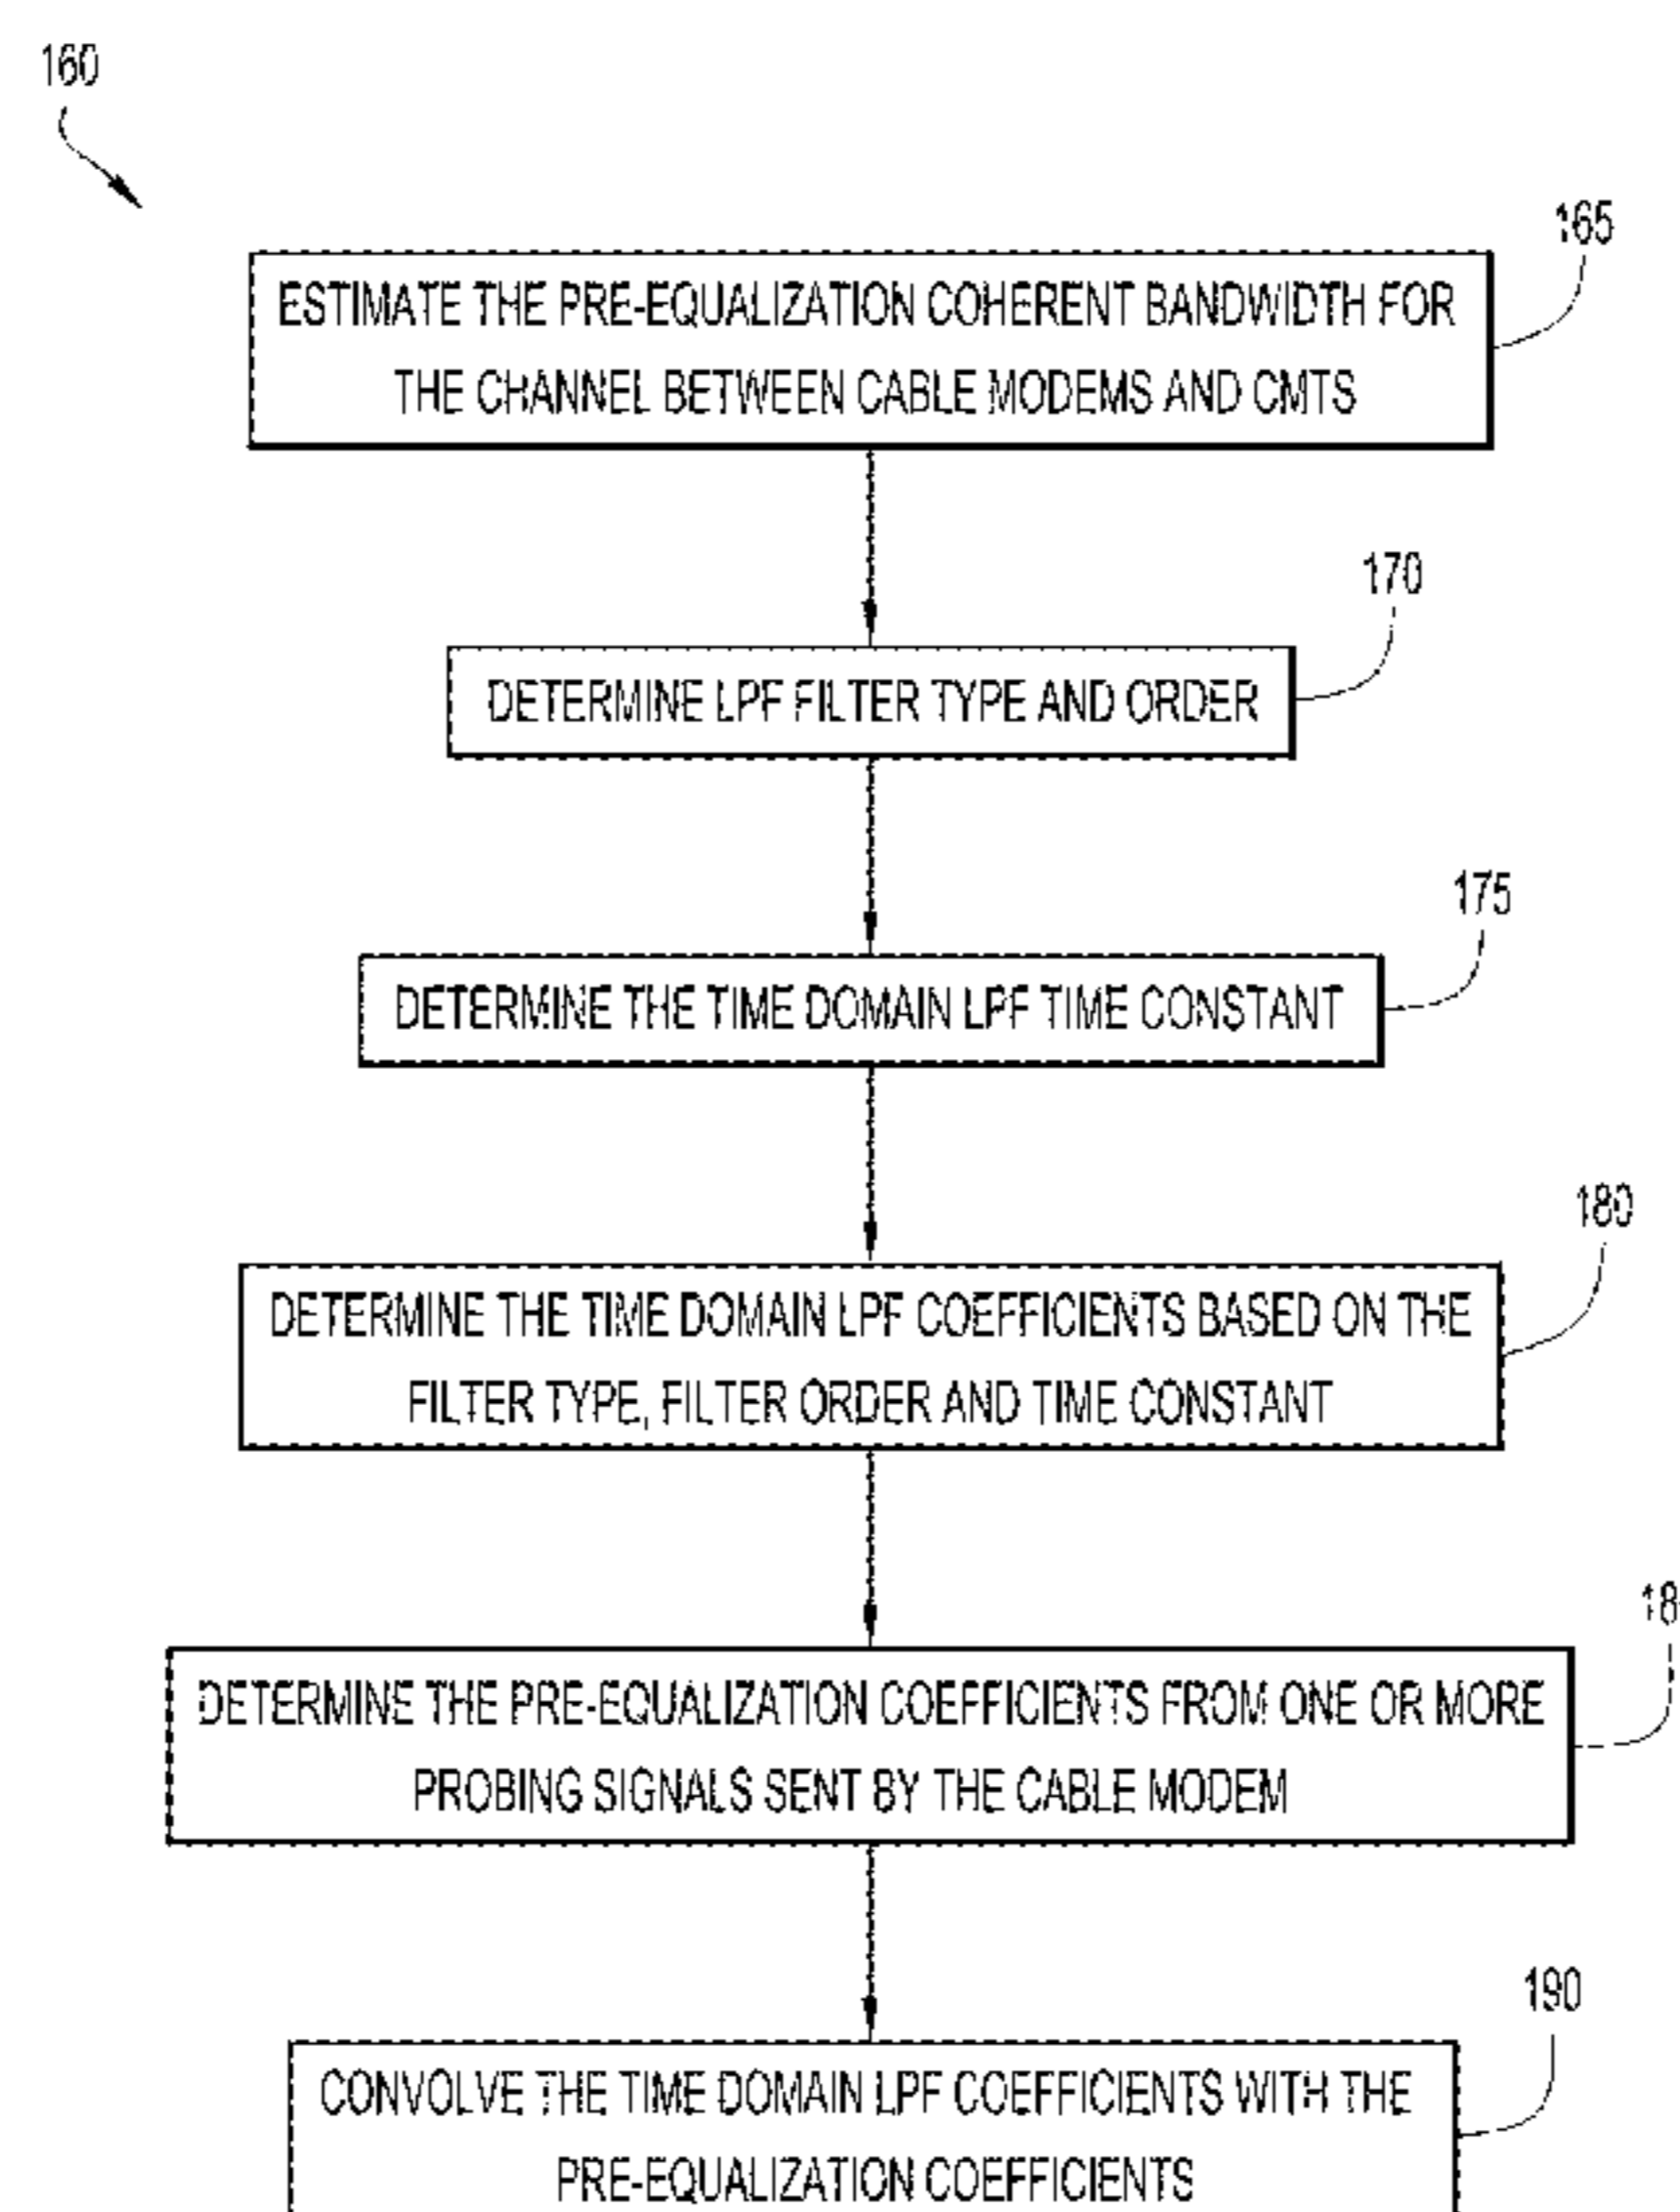 160
165
ESTIMATE THE PRE-EQUALIZATION COHERENT BANDWIDTH FOR
THE CHANNEL BETWEEN CABLE MODEMS AND CMTS
170
DETERMINE LPF FILTER TYPE AND ORDER
175
DETERMINE THE TIME DOMAIN LPF TIME CONSTANT
180
DETERMINE THE TIME DOMAIN LPF COEFFICIENTS BASED ON THE
FILTER TYPE, FILTER ORDER AND TIME CONSTANT
18
DETERMINE THE PRE-EQUALIZATION COEFFICIENTS FROM ONE OR MORE
PROBING SIGNALS SENT BY THE CABLE MODEM
190
CONVOLVE THE TIME DOMAIN LPF COEFFICIENTS WITH THE
PRE-EQUALIZATION COEFFICIENTS